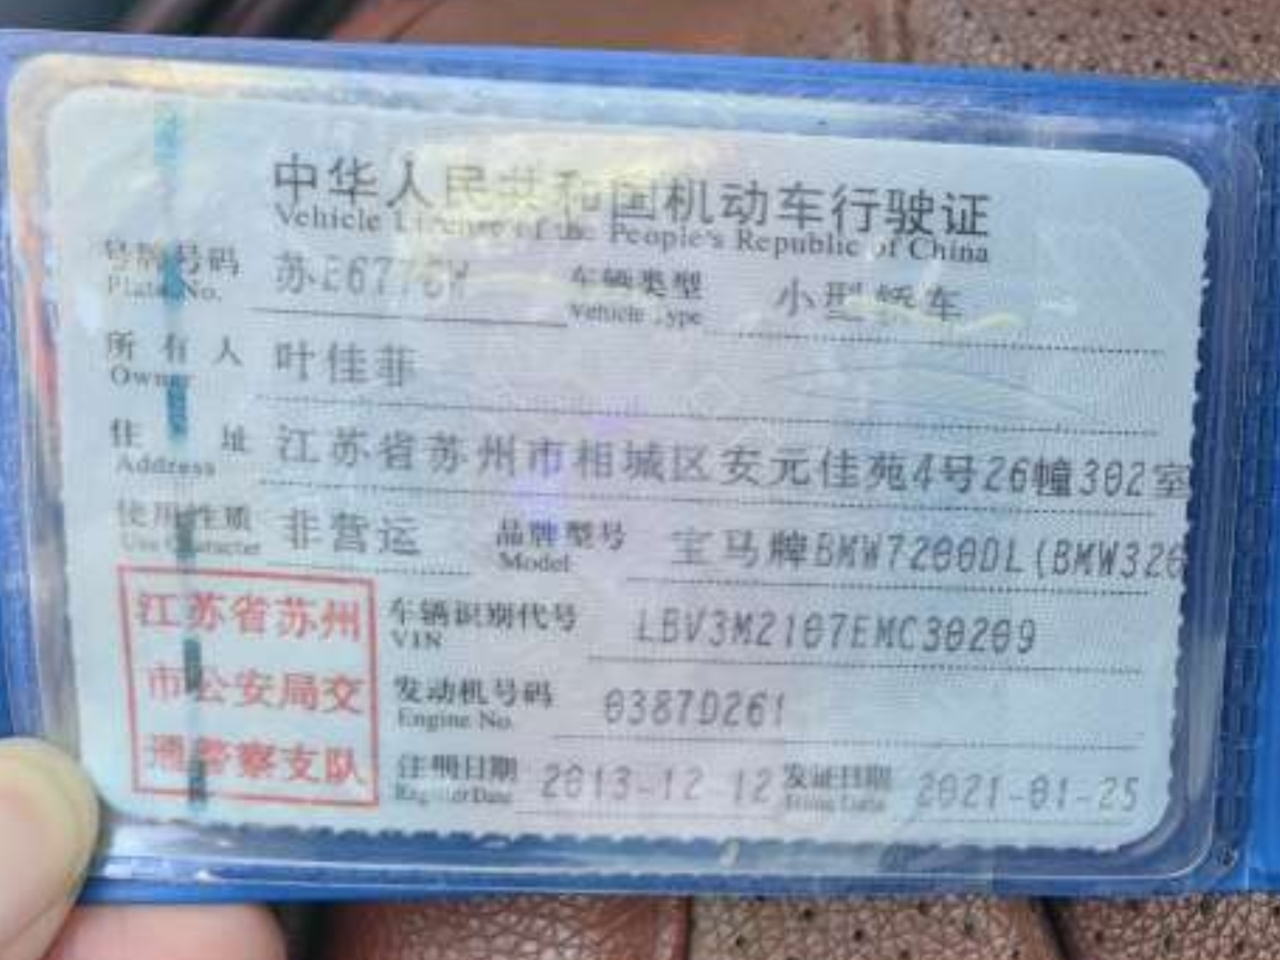 中华人民共和国机动车行驶证
Vehicle License of the People's Republic of China
号牌号码 车辆类型 小型轿车
Plate No. Vehicle Type
所有人 叶佳菲
Owner
住址 江苏省苏州市相城区安元佳苑4号26幢302室
Address
使用性质 非营运 品牌型号 宝马牌BMW7200DL(BMW320
Use Character Model
江苏省苏州 车辆识别代号 LBV3M2107EMC30209
VIN
市公安局交 发动机号码 0387D261
Engine No.
通警察支队 注册日期 2013-12-12 发证日期 2021-01-25
Register Date Issue Date